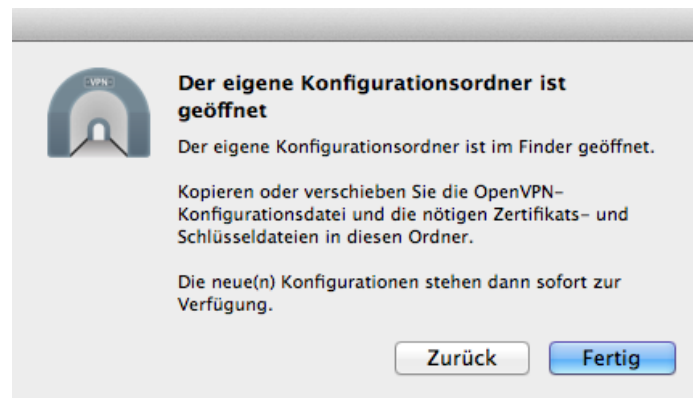 VPN
Der eigene Konfigurationsordner ist
geöffnet
Der eigene Konfigurationsordner ist im Finder geöffnet.
Kopieren oder verschieben Sie die OpenVPN-
Konfigurationsdatei und die nötigen Zertifikats- und
Schlüsseldateien in diesen Ordner.
Die neue(n) Konfigurationen stehen dann sofort zur
Verfügung.
Zurück
Fertig